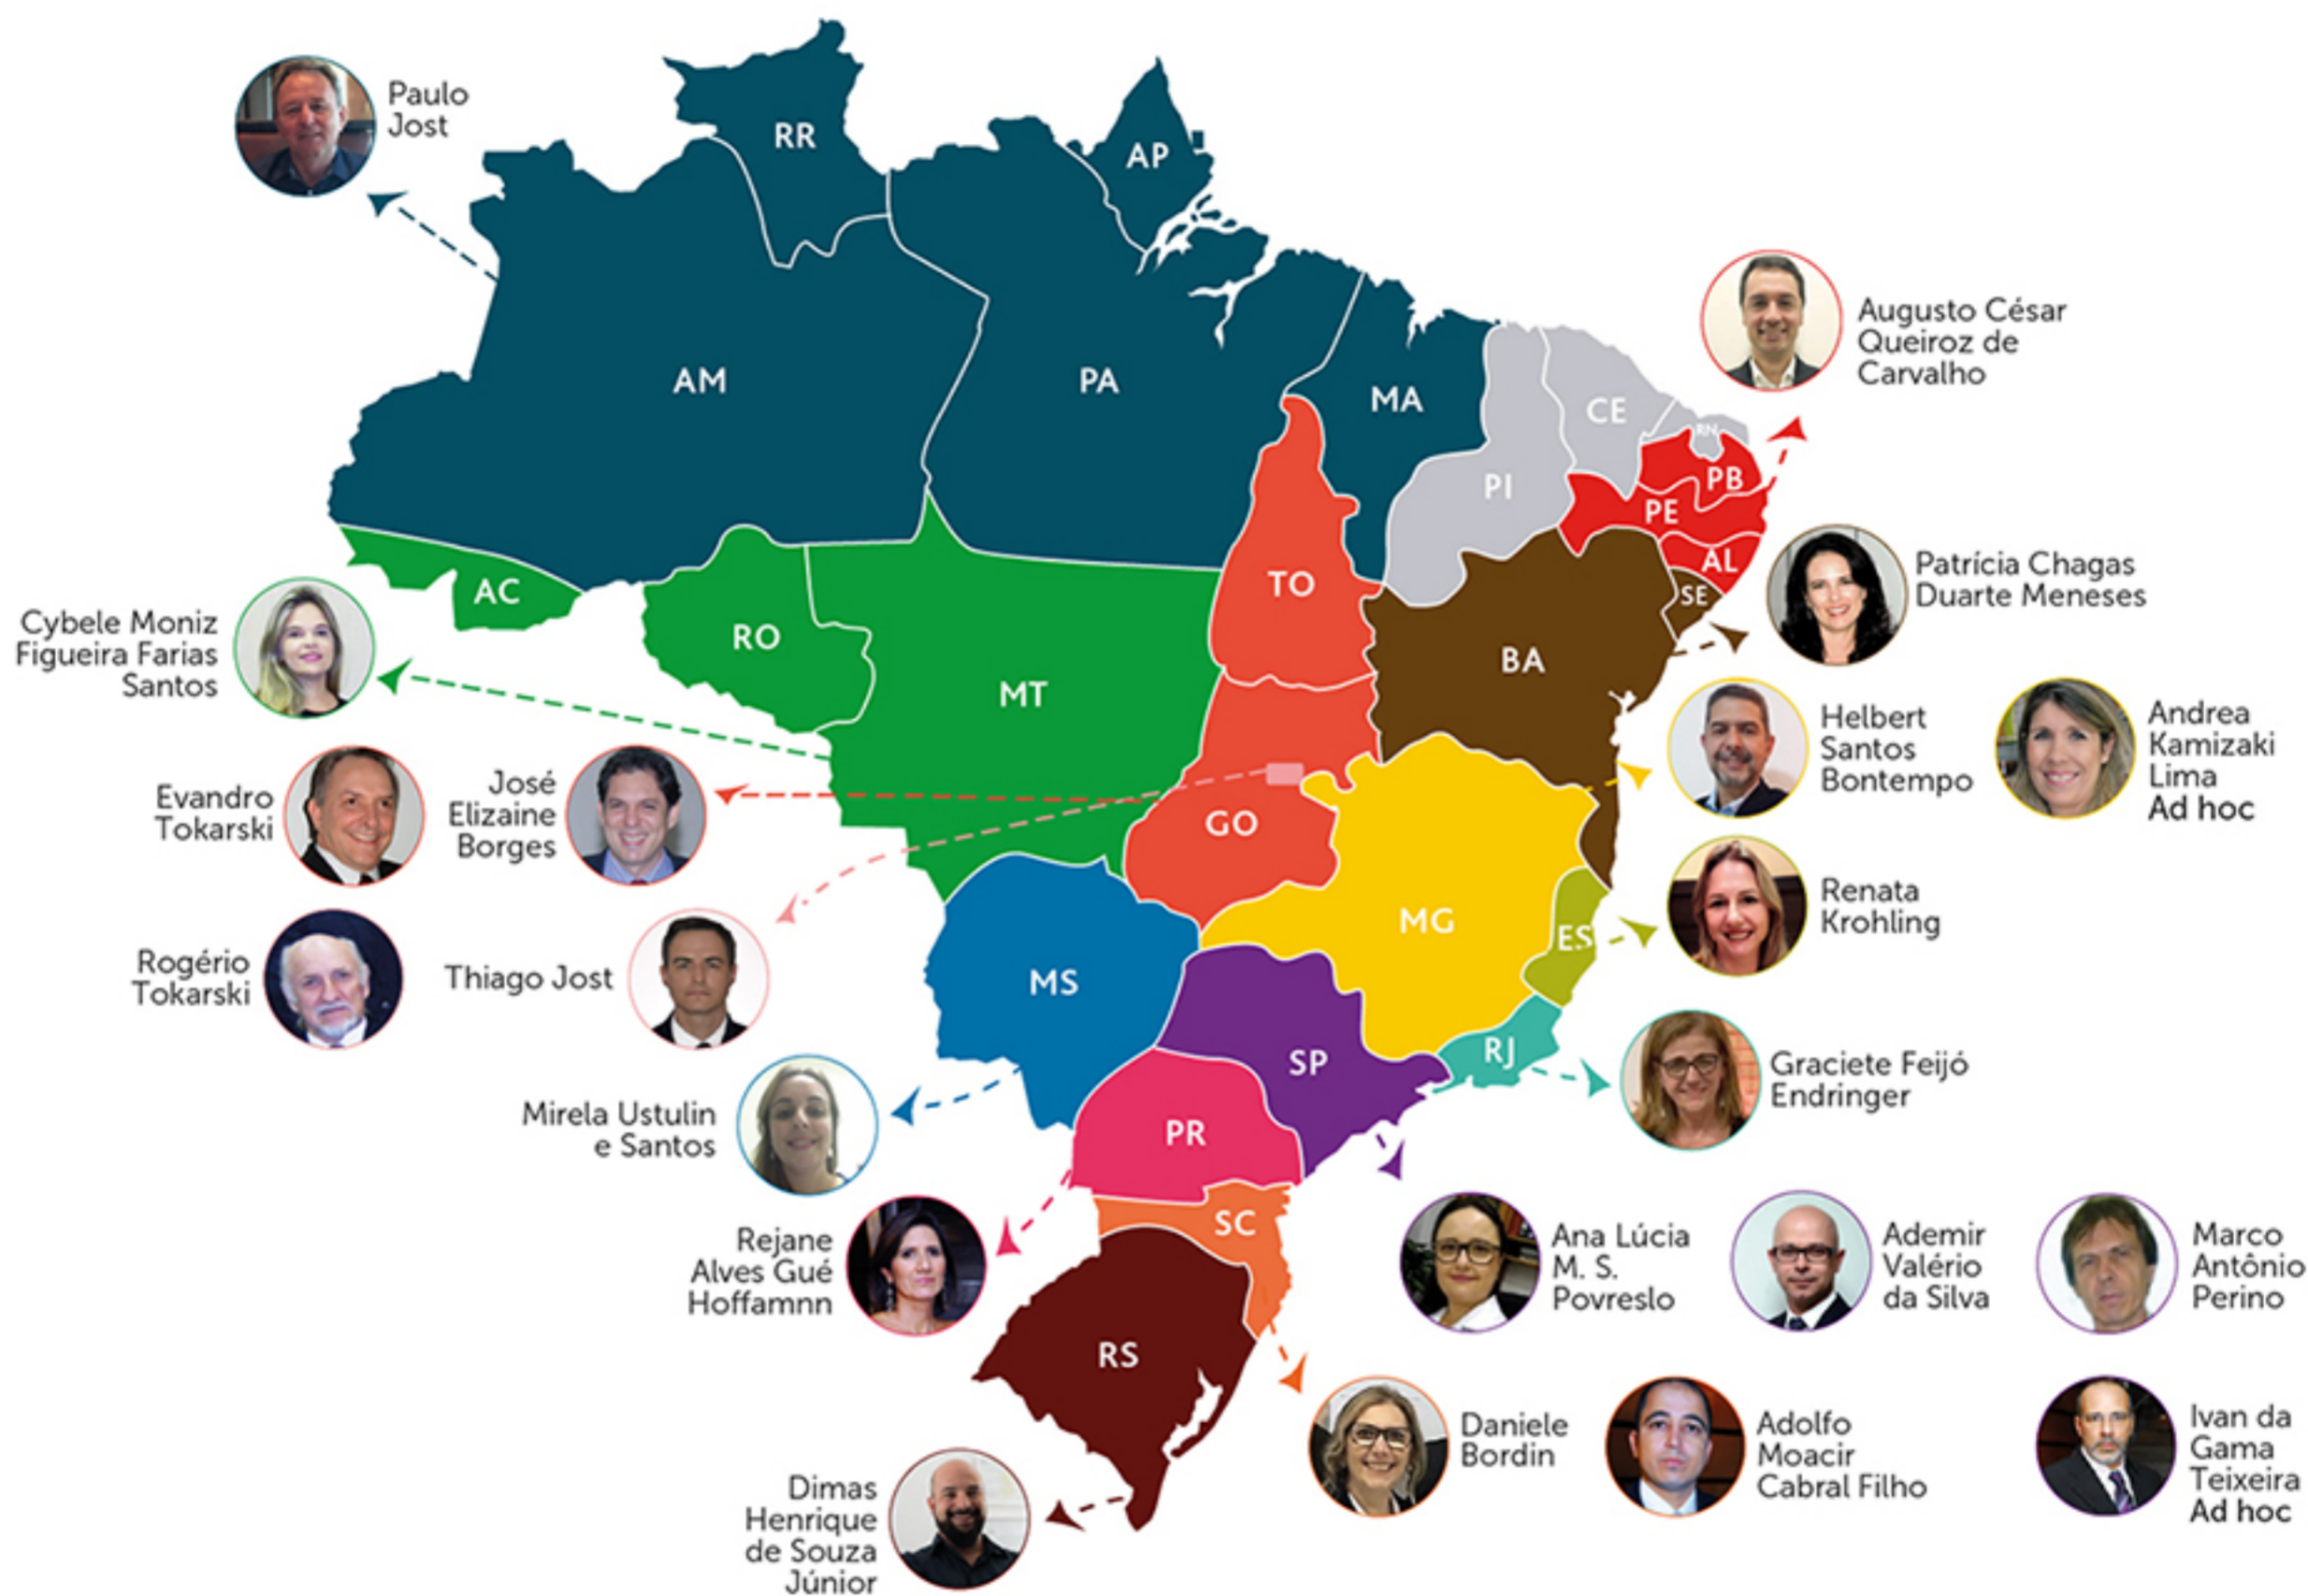 Paulo
Jost
RR
AP
AM
PA
MA
CE
RN
PI
PB
PE
AL
SE
BA
TO
AC
RO
MT
GO
MG
ES
MS
SP
RJ
PR
SC
RS
Augusto César
Queiroz de
Carvalho
Patrícia Chagas
Duarte Meneses
Cybele Moniz
Figueira Farias
Santos
Helbert
Santos
Bontempo
Andrea
Kamizaki
Lima
Ad hoc
Evandro
Tokarski
José
Elizaine
Borges
Renata
Krohling
Rogério
Tokarski
Thiago Jost
Graciete Feijó
Endringer
Mirela Ustulin
e Santos
Rejane
Alves Gué
Hoffamnn
Ana Lúcia
M. S.
Povreslo
Ademir
Valério
da Silva
Marco
Antônio
Perino
Daniele
Bordin
Adolfo
Moacir
Cabral Filho
Ivan da
Gama
Teixeira
Ad hoc
Dimas
Henrique
de Souza
Júnior